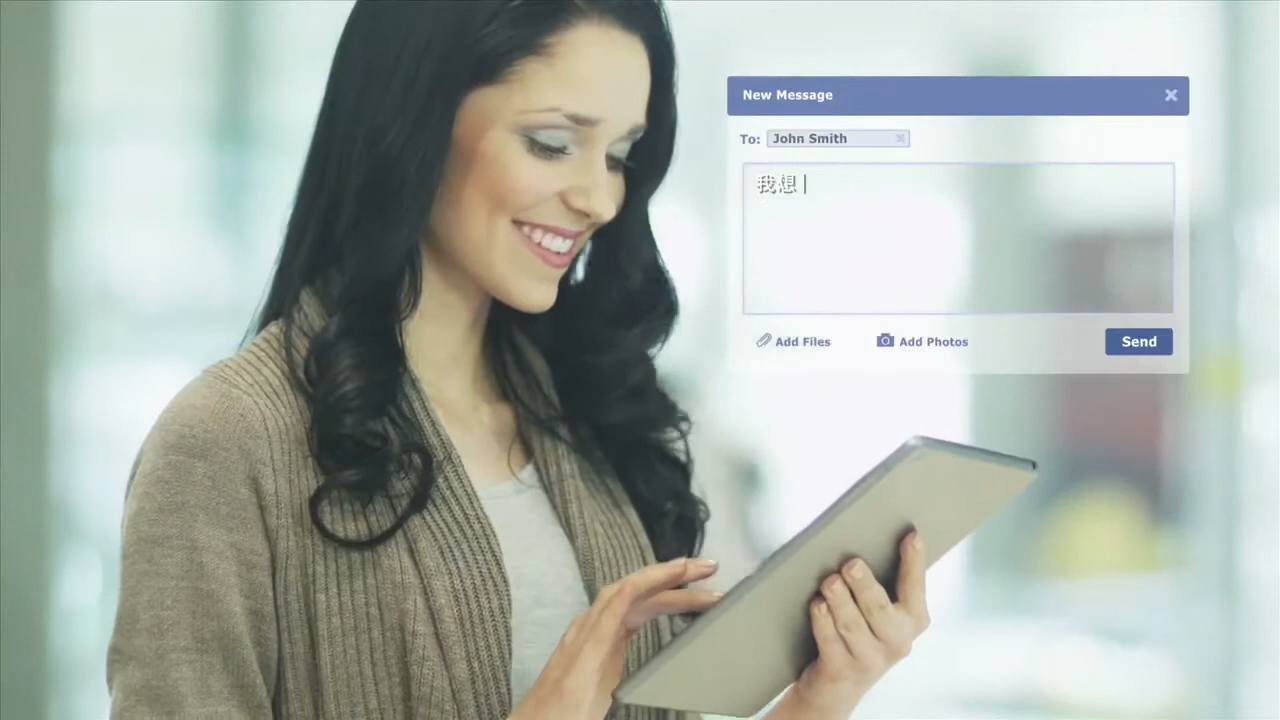 New Message
To: John Smith
我想
Add Files
Add Photos
Send